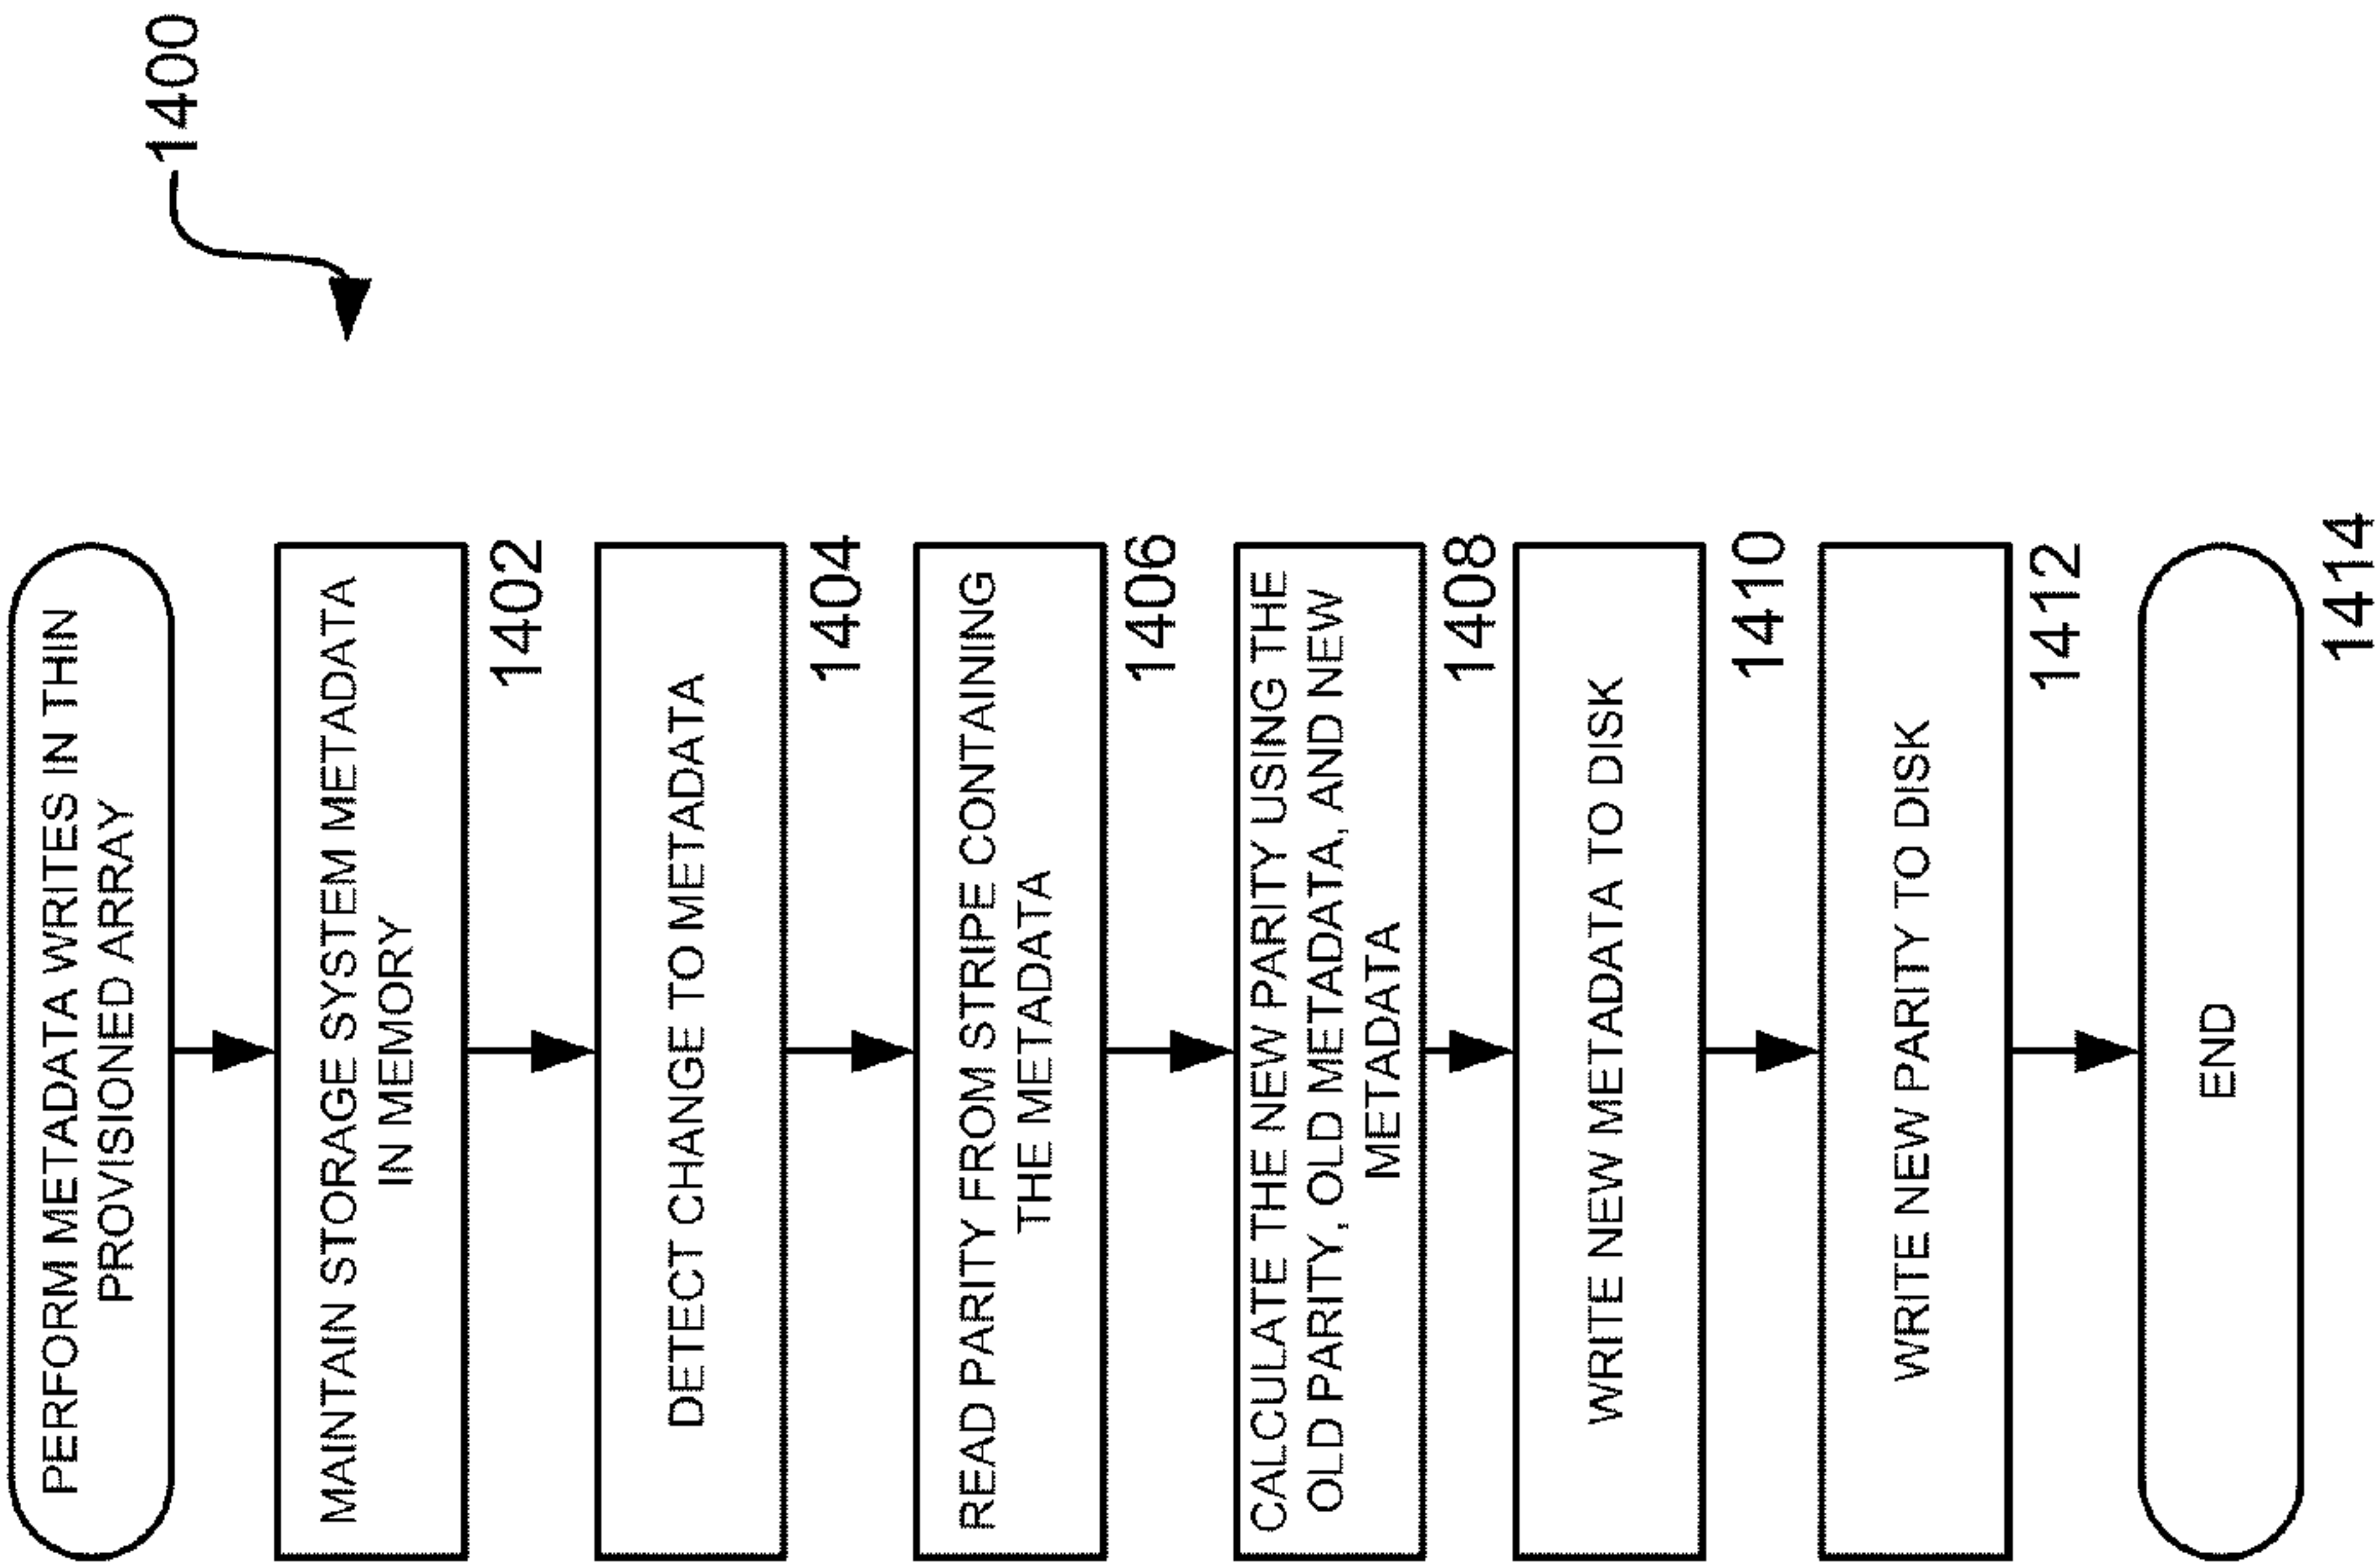 1400
PERFORM METADATA WRITES IN THIN
PROVISIONED ARRAY
MAINTAIN STORAGE SYSTEM METADATA
IN MEMORY
1402
DETECT CHANGE TO METADATA
1404
READ PARITY FROM STRIPE CONTAINING
THE METADATA
1406
CALCULATE THE NEW PARITY USING THE
OLD PARITY, OLD METADATA, AND NEW
METADATA
1408
WRITE NEW METADATA TO DISK
1410
WRITE NEW PARITY TO DISK
1412
END
1414